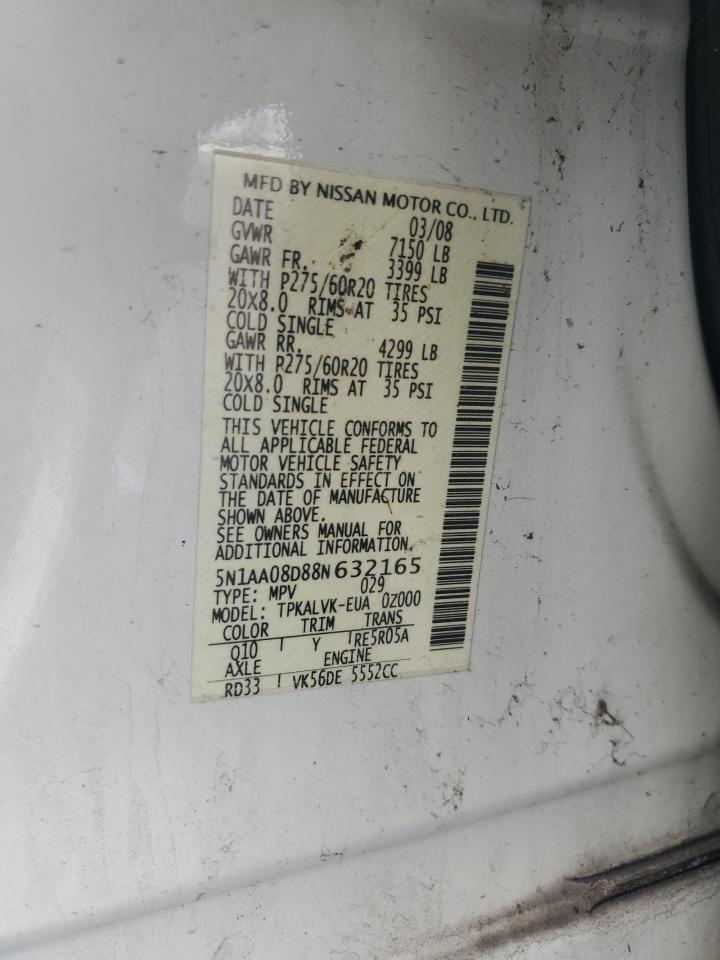 MFD BY NISSAN MOTOR CO., LTD.
DATE 03/08
GVWR 7150 LB
GAWR FR. 3399 LB
WITH P275/60R20 TIRES
20X8.0 RIMS AT 35 PSI
COLD SINGLE
GAWR RR. 4299 LB
WITH P275/60R20 TIRES
20X8.0 RIMS AT 35 PSI
COLD SINGLE
THIS VEHICLE CONFORMS TO
ALL APPLICABLE FEDERAL
MOTOR VEHICLE SAFETY
STANDARDS IN EFFECT ON
THE DATE OF MANUFACTURE
SHOWN ABOVE.
SEE OWNERS MANUAL FOR
ADDITIONAL INFORMATION.
5N1AA08D88N632165
TYPE: MPV 029
MODEL: TPKALVK-EUA 0Z000
COLOR TRIM TRANS
Q10 Y RE5R05A
AXLE ENGINE
RD33 VK56DE 5552CC